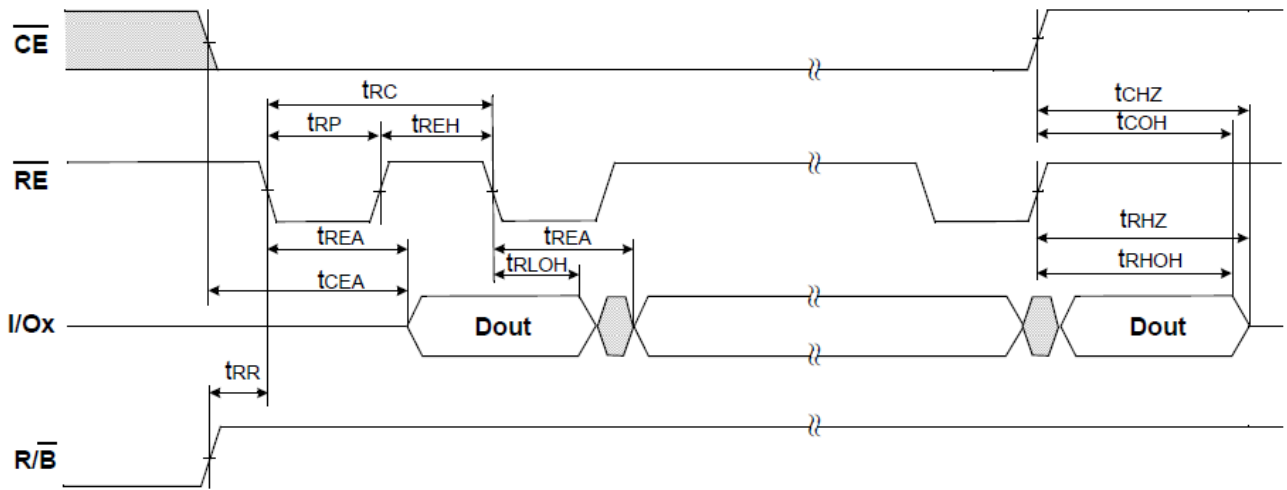 CE
tRC
tCHZ
tRP
tREH
tCOH
RE
tREA
tREA
tRHZ
tRLOH
tRHOH
tCEA
I/Ox
Dout
Dout
tRR
R/B